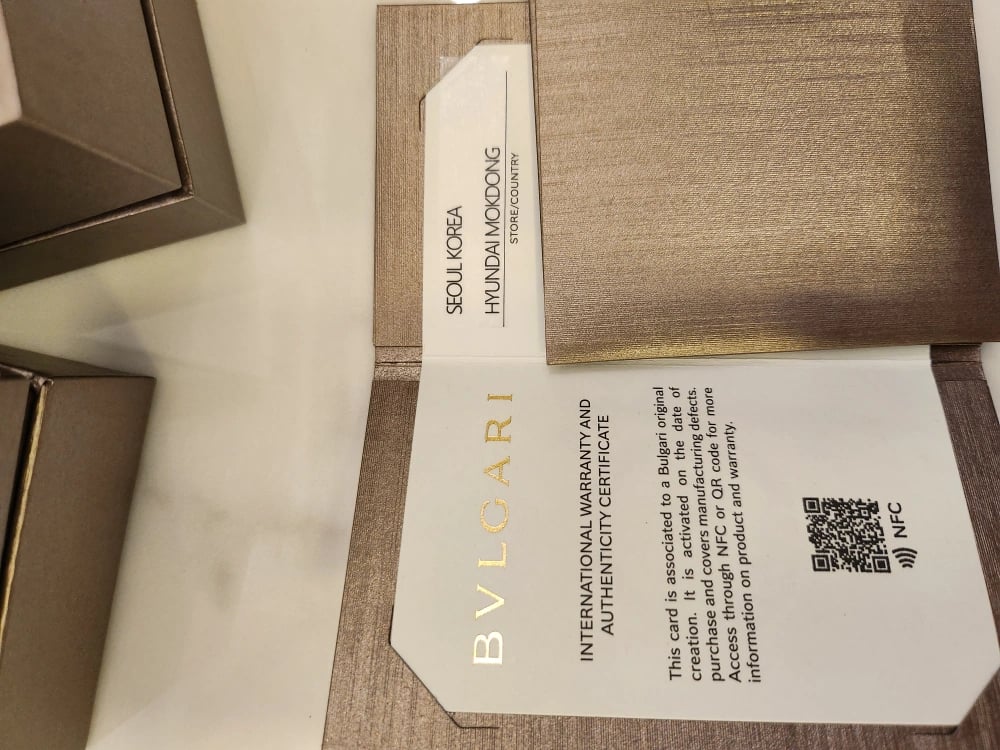 SEOUL KOREA
HYUNDAI MOKDONG
STORE/COUNTRY
BVLGARI
INTERNATIONAL WARRANTY AND
AUTHENTICITY CERTIFICATE
This card is associated to a Bulgari original
creation. It is activated on the date of
purchase and covers manufacturing defects.
Access through NFC or QR code for more
information on product and warranty.
NFC